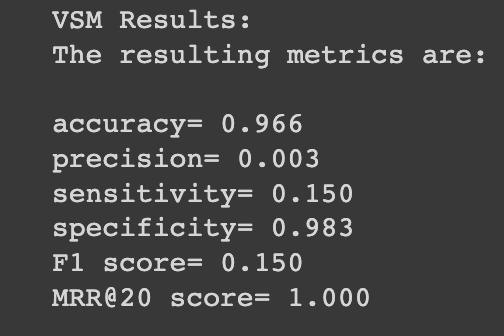 VSM Results:
The resulting metrics are:
accuracy= 0.966
precision= 0.003
sensitivity= 0.150
specificity= 0.983
F1 score= 0.150
MRR@20 score= 1.000